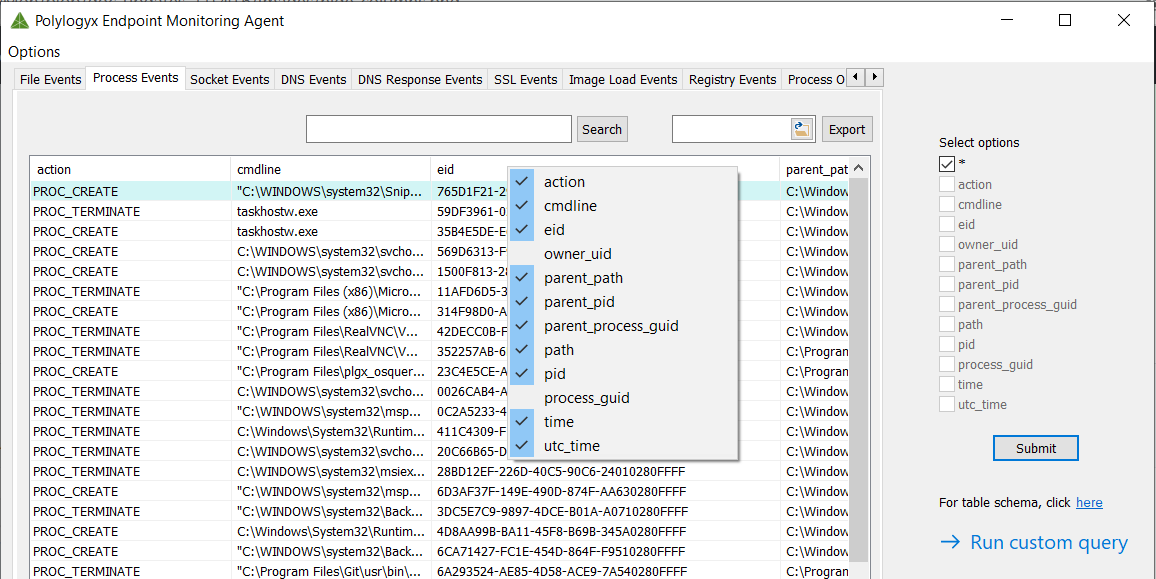 Polylogyx Endpoint Monitoring Agent
Options
File Events Process Events Socket Events DNS Events DNS Response Events SSL Events Image Load Events Registry Events Process O
Search Export
action cmdline eid parent_pat
PROC_CREATE "C:\WINDOWS\system32\Snip... 765D1F21-2 C:\Window
PROC_TERMINATE taskhostw.exe 59DF3961-0 C:\Window
PROC_CREATE taskhostw.exe 35B4E5DE-E C:\Window
PROC_CREATE C:\WINDOWS\system32\svcho... 569D6313-F C:\Window
PROC_CREATE C:\WINDOWS\system32\svcho... 1500F813-28 C:\Window
PROC_TERMINATE "C:\Program Files (x86)\Micro... 11AFD6D5-3 C:\Window
PROC_CREATE "C:\Program Files (x86)\Micro... 314F98D0-A C:\Window
PROC_TERMINATE "C:\Program Files\RealVNC\V... 42DECC0B-F C:\Program
PROC_TERMINATE "C:\Program Files\RealVNC\V... 352257AB-6 C:\Program
PROC_CREATE "C:\Program Files\plgx_osquer... 23C4E5CE-A C:\Program
PROC_TERMINATE C:\WINDOWS\system32\svcho... 0026CAB4-A C:\Window
PROC_TERMINATE "C:\WINDOWS\system32\msp... 0C2A5233-4 C:\Window
PROC_TERMINATE C:\Windows\System32\Runtim... 411C4309-F C:\Window
PROC_TERMINATE C:\WINDOWS\system32\svcho... 20C66B65-D C:\Window
PROC_TERMINATE C:\WINDOWS\system32\msiex... 28BD12EF-226D-40C5-90C6-24010280FFFF C:\Window
PROC_CREATE "C:\WINDOWS\system32\msp... 6D3AF37F-149E-490D-874F-AA630280FFFF C:\Window
PROC_TERMINATE "C:\WINDOWS\system32\Back... 3DC5E7C9-9897-4DCE-B01A-A0710280FFFF C:\Window
PROC_CREATE C:\Windows\System32\Runtim... 4D8AA99B-BA11-45F8-B69B-345A0280FFFF C:\Window
PROC_CREATE "C:\WINDOWS\system32\Back... 6CA71427-FC1E-454D-864F-F9510280FFFF C:\Window
PROC_TERMINATE "C:\Program Files\Git\usr\bin\... 6A293524-AE85-4D58-ACE9-7A540280FFFF C:\Window
action
cmdline
eid
owner_uid
parent_path
parent_pid
parent_process_guid
path
pid
process_guid
time
utc_time
Select options
*
action
cmdline
eid
owner_uid
parent_path
parent_pid
parent_process_guid
path
pid
process_guid
time
utc_time
Submit
For table schema, click here
Run custom query